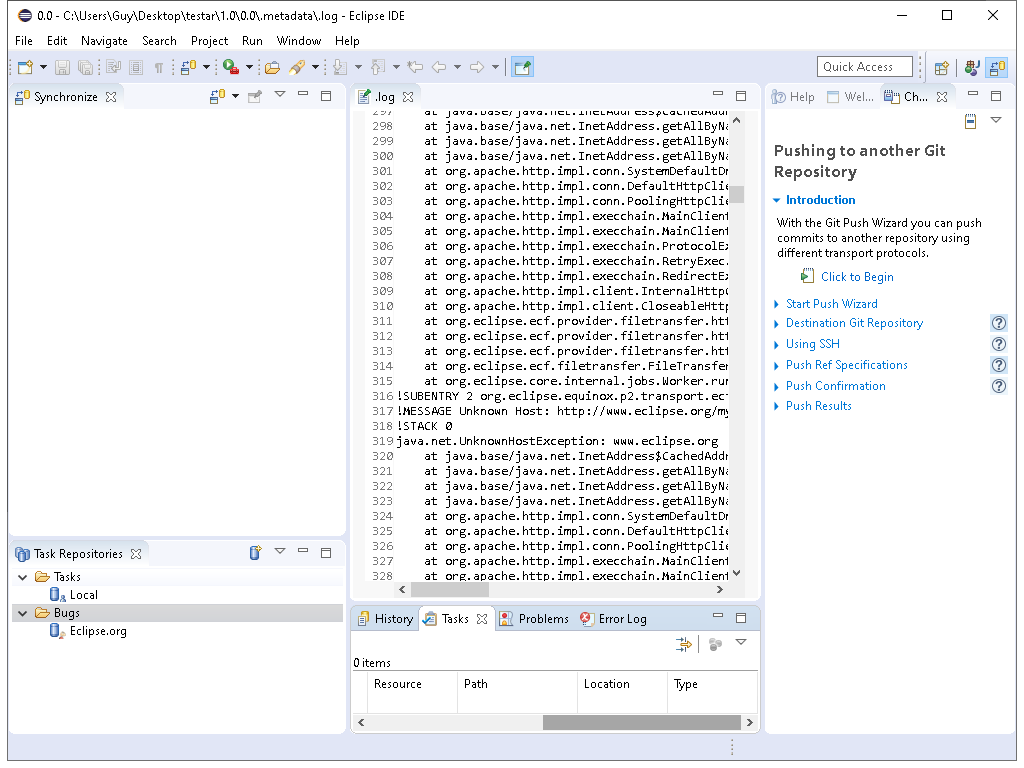 0.0 - C:\Users\Guy\Desktop\testar\1.0\0.0\.metadata\.log - Eclipse IDE
File Edit Navigate Search Project Run Window Help
Quick Access
Synchronize
.log
298 at java.base/java.net.InetAddress.getAllByNa
299 at java.base/java.net.InetAddress.getAllByNa
300 at java.base/java.net.InetAddress.getAllByNa
301 at org.apache.http.impl.conn.SystemDefaultDn
302 at org.apache.http.impl.conn.DefaultHttpClie
303 at org.apache.http.impl.conn.PoolingHttpClie
304 at org.apache.http.impl.execchain.MainClient
305 at org.apache.http.impl.execchain.MainClient
306 at org.apache.http.impl.execchain.ProtocolEx
307 at org.apache.http.impl.execchain.RetryExec.
308 at org.apache.http.impl.execchain.RedirectEx
309 at org.apache.http.impl.client.InternalHttpC
310 at org.apache.http.impl.client.CloseableHttp
311 at org.eclipse.ecf.provider.filetransfer.htt
312 at org.eclipse.ecf.provider.filetransfer.htt
313 at org.eclipse.ecf.provider.filetransfer.htt
314 at org.eclipse.ecf.filetransfer.FileTransfer
315 at org.eclipse.core.internal.jobs.Worker.run
316 !SUBENTRY 2 org.eclipse.equinox.p2.transport.ecf
317 !MESSAGE Unknown Host: http://www.eclipse.org/my
318 !STACK 0
319 java.net.UnknownHostException: www.eclipse.org
320 at java.base/java.net.InetAddress$CachedAddr
321 at java.base/java.net.InetAddress.getAllByNa
322 at java.base/java.net.InetAddress.getAllByNa
323 at java.base/java.net.InetAddress.getAllByNa
324 at org.apache.http.impl.conn.SystemDefaultDn
325 at org.apache.http.impl.conn.DefaultHttpClie
326 at org.apache.http.impl.conn.PoolingHttpClie
327 at org.apache.http.impl.execchain.MainClient
328 at org.apache.http.impl.execchain.MainClient
Help Wel... Ch...
Pushing to another Git
Repository
Introduction
With the Git Push Wizard you can push
commits to another repository using
different transport protocols.
Click to Begin
Start Push Wizard
Destination Git Repository
Using SSH
Push Ref Specifications
Push Confirmation
Push Results
Task Repositories
Tasks
Local
Bugs
Eclipse.org
History Tasks Problems Error Log
0 items
Resource Path Location Type